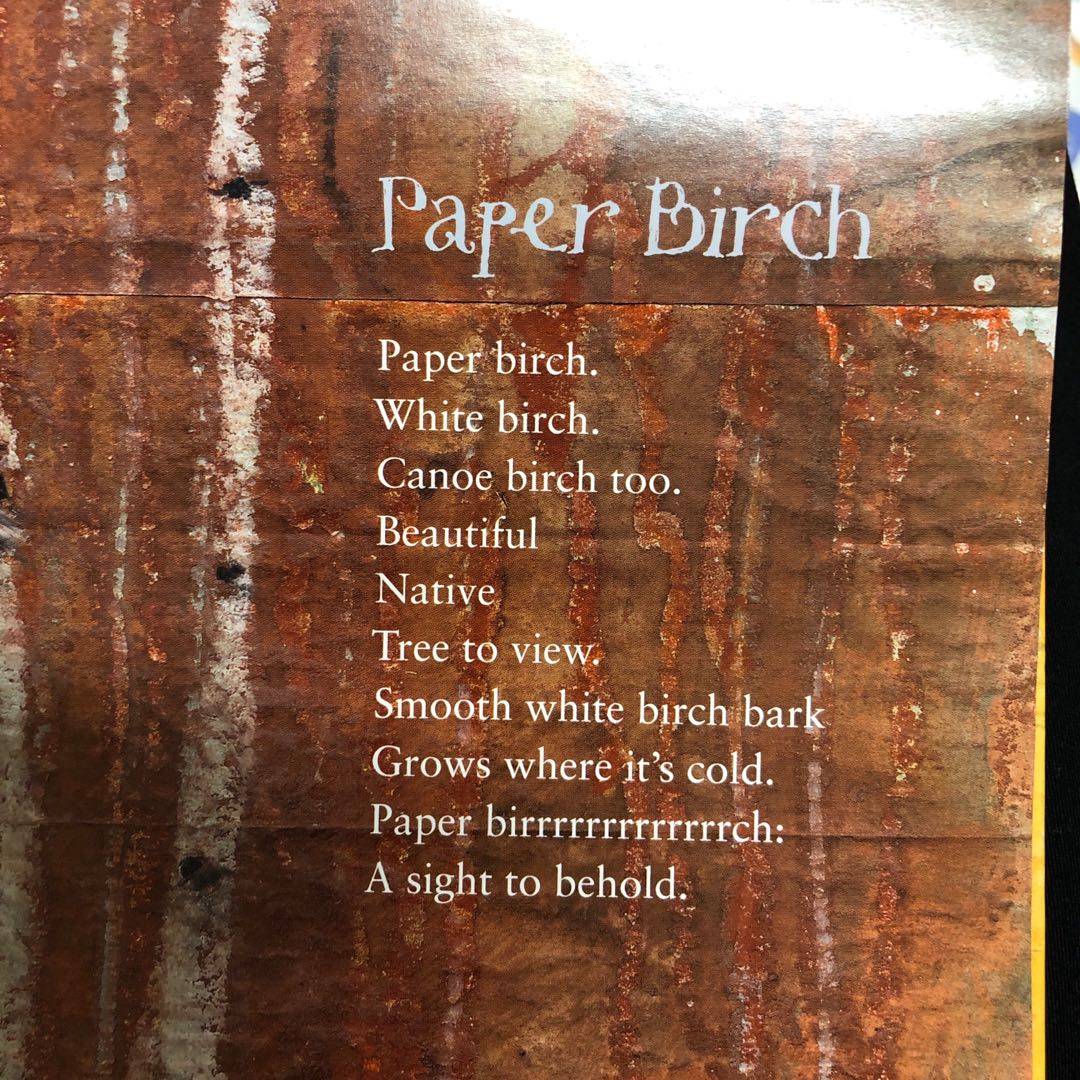 Paper Birch
Paper birch.
White birch.
Canoe birch too.
Beautiful
Native
Tree to view.
Smooth white birch bark
Grows where it's cold.
Paper birrrrrrrrrrrrrrch:
A sight to behold.